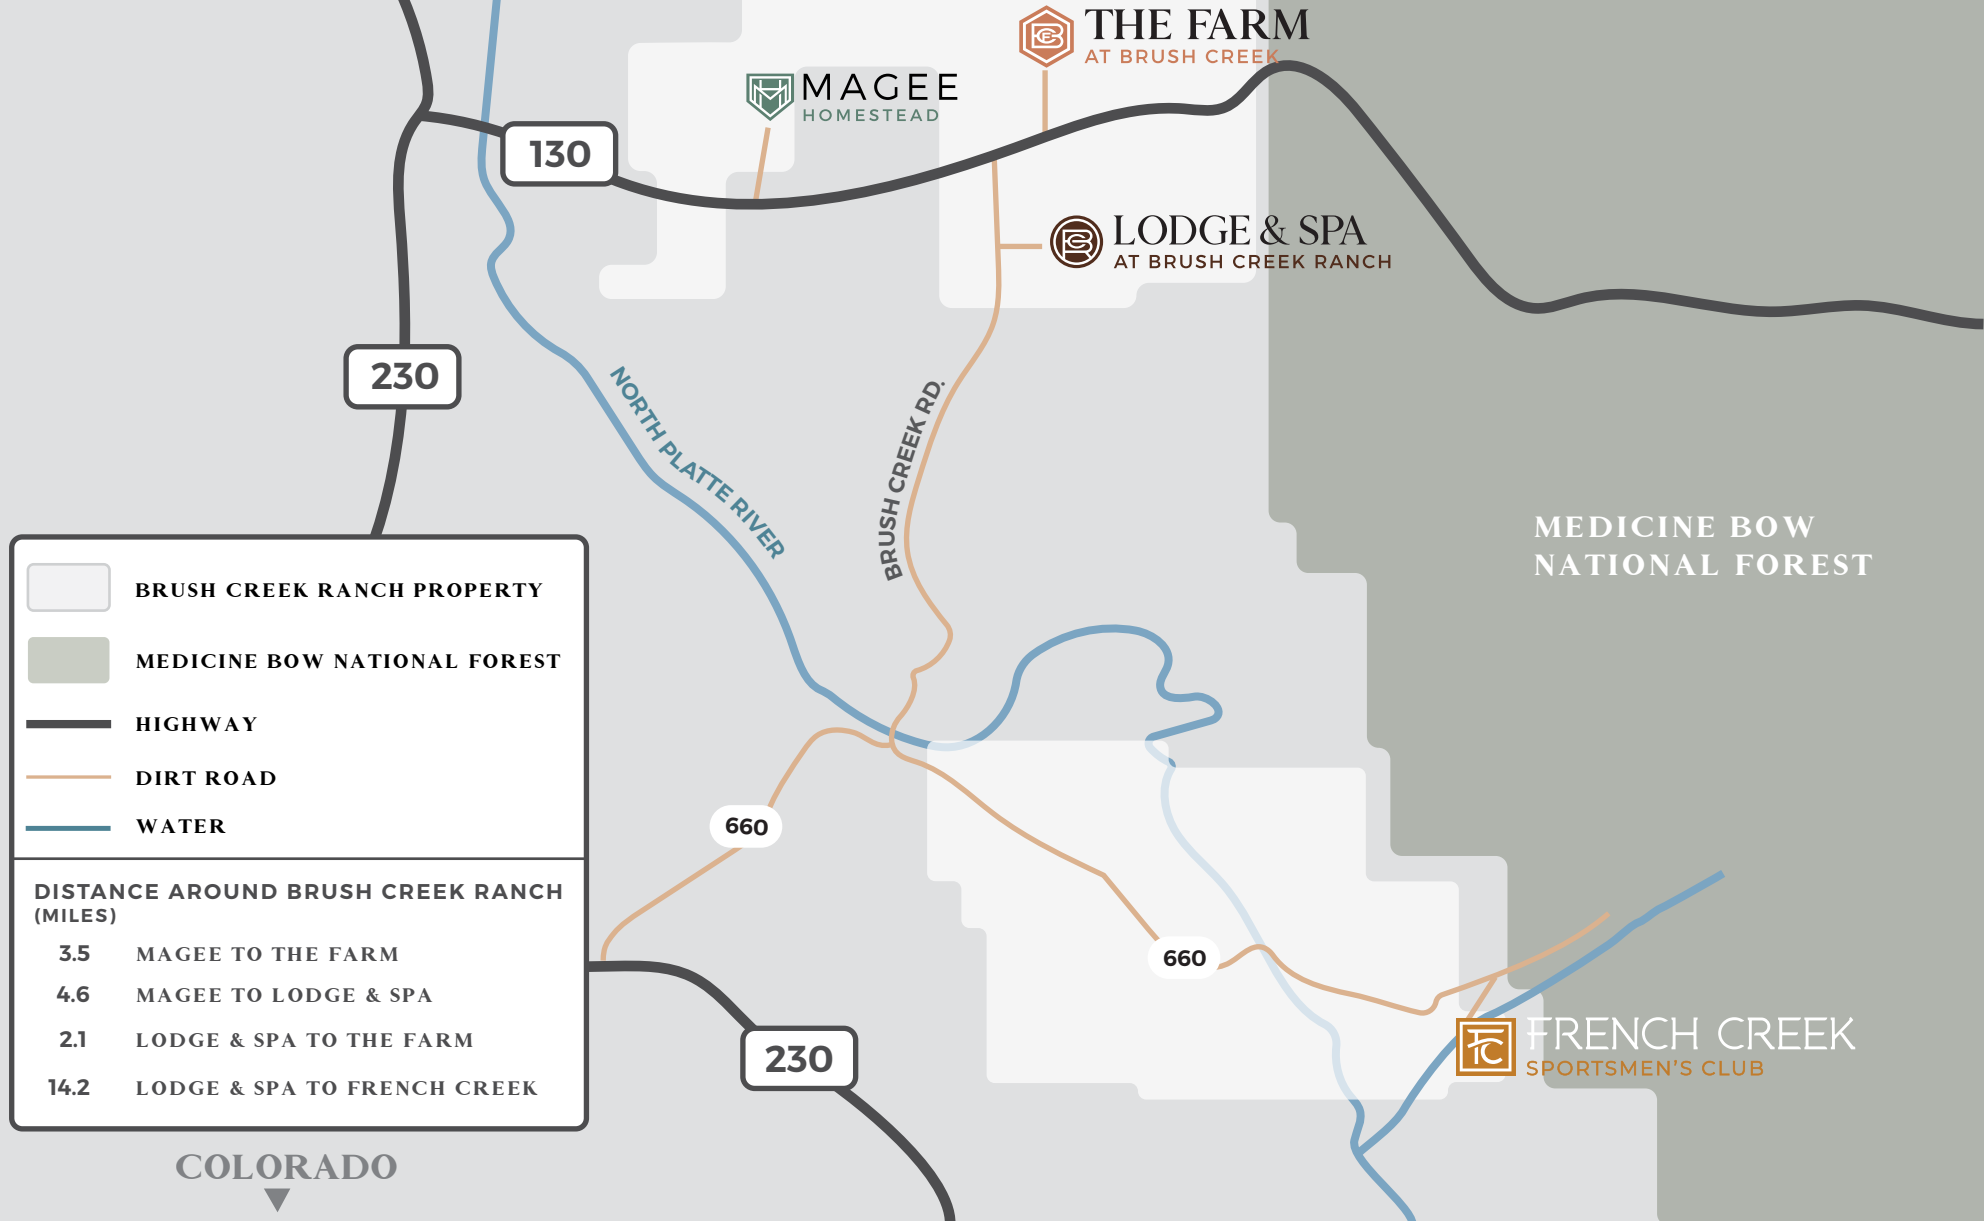 THE FARM
AT BRUSH CREEK
MAGEE
HOMESTEAD
130
LODGE & SPA
AT BRUSH CREEK RANCH
230
NORTH PLATTE RIVER
BRUSH CREEK RD.
MEDICINE BOW
NATIONAL FOREST
BRUSH CREEK RANCH PROPERTY
MEDICINE BOW NATIONAL FOREST
HIGHWAY
DIRT ROAD
WATER
DISTANCE AROUND BRUSH CREEK RANCH
(MILES)
3.5 MAGEE TO THE FARM
4.6 MAGEE TO LODGE & SPA
2.1 LODGE & SPA TO THE FARM
14.2 LODGE & SPA TO FRENCH CREEK
660
660
230
FC FRENCH CREEK
SPORTSMEN'S CLUB
COLORADO